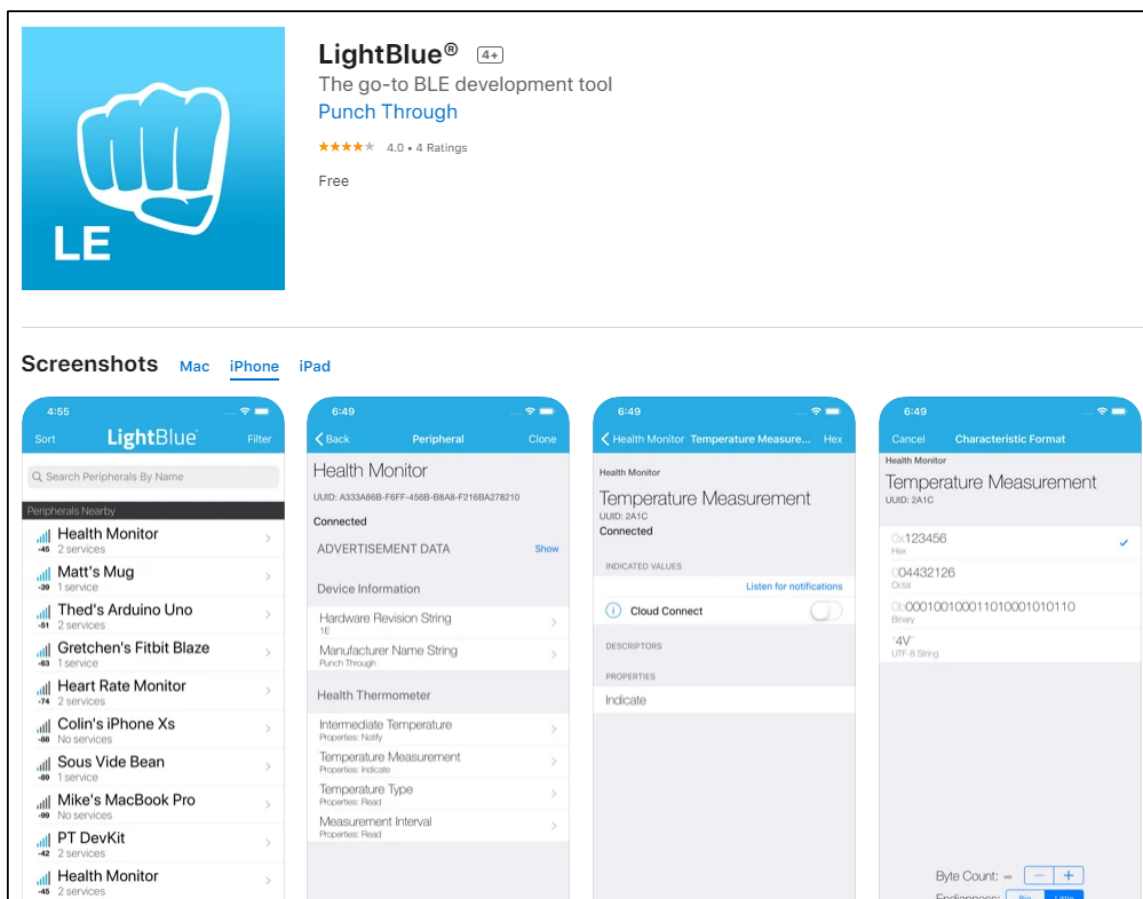 LightBlue® 4+
The go-to BLE development tool
Punch Through
4.0 • 4 Ratings
Free
LE
Screenshots Mac iPhone iPad
4:55
Sort LightBlue Filter
Search Peripherals By Name
Peripherals Nearby
Health Monitor
-45 2 services
Matt's Mug
-39 1 service
Thed's Arduino Uno
-51 2 services
Gretchen's Fitbit Blaze
-63 1 service
Heart Rate Monitor
-74 2 services
Colin's iPhone Xs
-88 No services
Sous Vide Bean
-89 1 service
Mike's MacBook Pro
-99 No services
PT DevKit
-42 2 services
Health Monitor
-45 2 services
6:49
Back Peripheral Clone
Health Monitor
UUID: A333A86B-F6FF-456B-B8A8-F216BA278210
Connected
ADVERTISEMENT DATA Show
Device Information
Hardware Revision String
1E
Manufacturer Name String
Punch Through
Health Thermometer
Intermediate Temperature
Properties: Notify
Temperature Measurement
Properties: Indicate
Temperature Type
Properties: Read
Measurement Interval
Properties: Read
6:49
Health Monitor Temperature Measure... Hex
Health Monitor
Temperature Measurement
UUID: 2A1C
Connected
INDICATED VALUES
Listen for notifications
Cloud Connect
DESCRIPTORS
PROPERTIES
Indicate
6:49
Cancel Characteristic Format
Health Monitor
Temperature Measurement
UUID: 2A1C
0x123456
Hex
004432126
Octal
0b000100100011010001010110
Binary
"4V"
UTF-8 String
Byte Count: ∞ − +
Endianness: Big Little